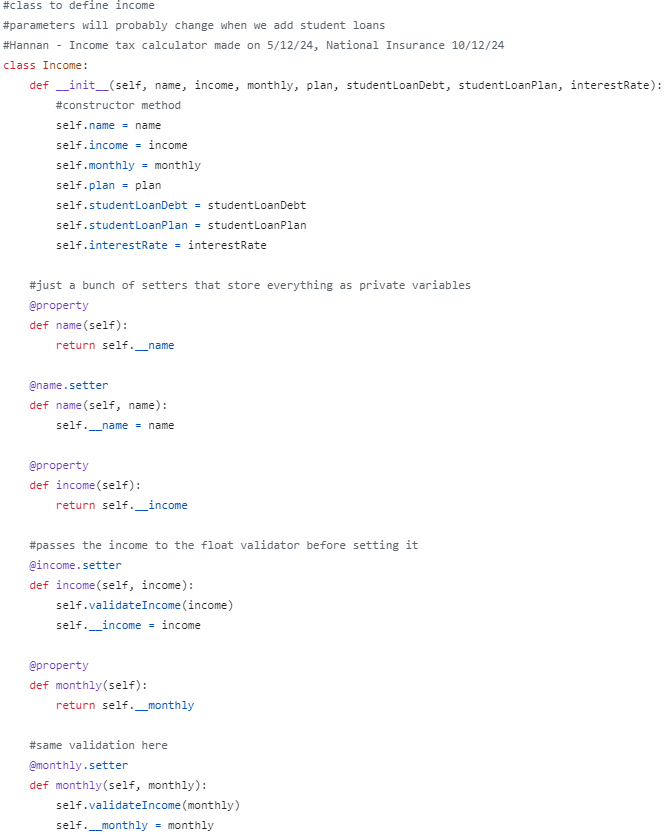 #class to define income
#parameters will probably change when we add student loans
#Hannan - Income tax calculator made on 5/12/24, National Insurance 10/12/24
class Income:
    def __init__(self, name, income, monthly, plan, studentLoanDebt, studentLoanPlan, interestRate):
        #constructor method
        self.name = name
        self.income = income
        self.monthly = monthly
        self.plan = plan
        self.studentLoanDebt = studentLoanDebt
        self.studentLoanPlan = studentLoanPlan
        self.interestRate = interestRate

    #just a bunch of setters that store everything as private variables
    @property
    def name(self):
        return self.__name

    @name.setter
    def name(self, name):
        self.__name = name

    @property
    def income(self):
        return self.__income

    #passes the income to the float validator before setting it
    @income.setter
    def income(self, income):
        self.validateIncome(income)
        self.__income = income

    @property
    def monthly(self):
        return self.__monthly

    #same validation here
    @monthly.setter
    def monthly(self, monthly):
        self.validateIncome(monthly)
        self.__monthly = monthly